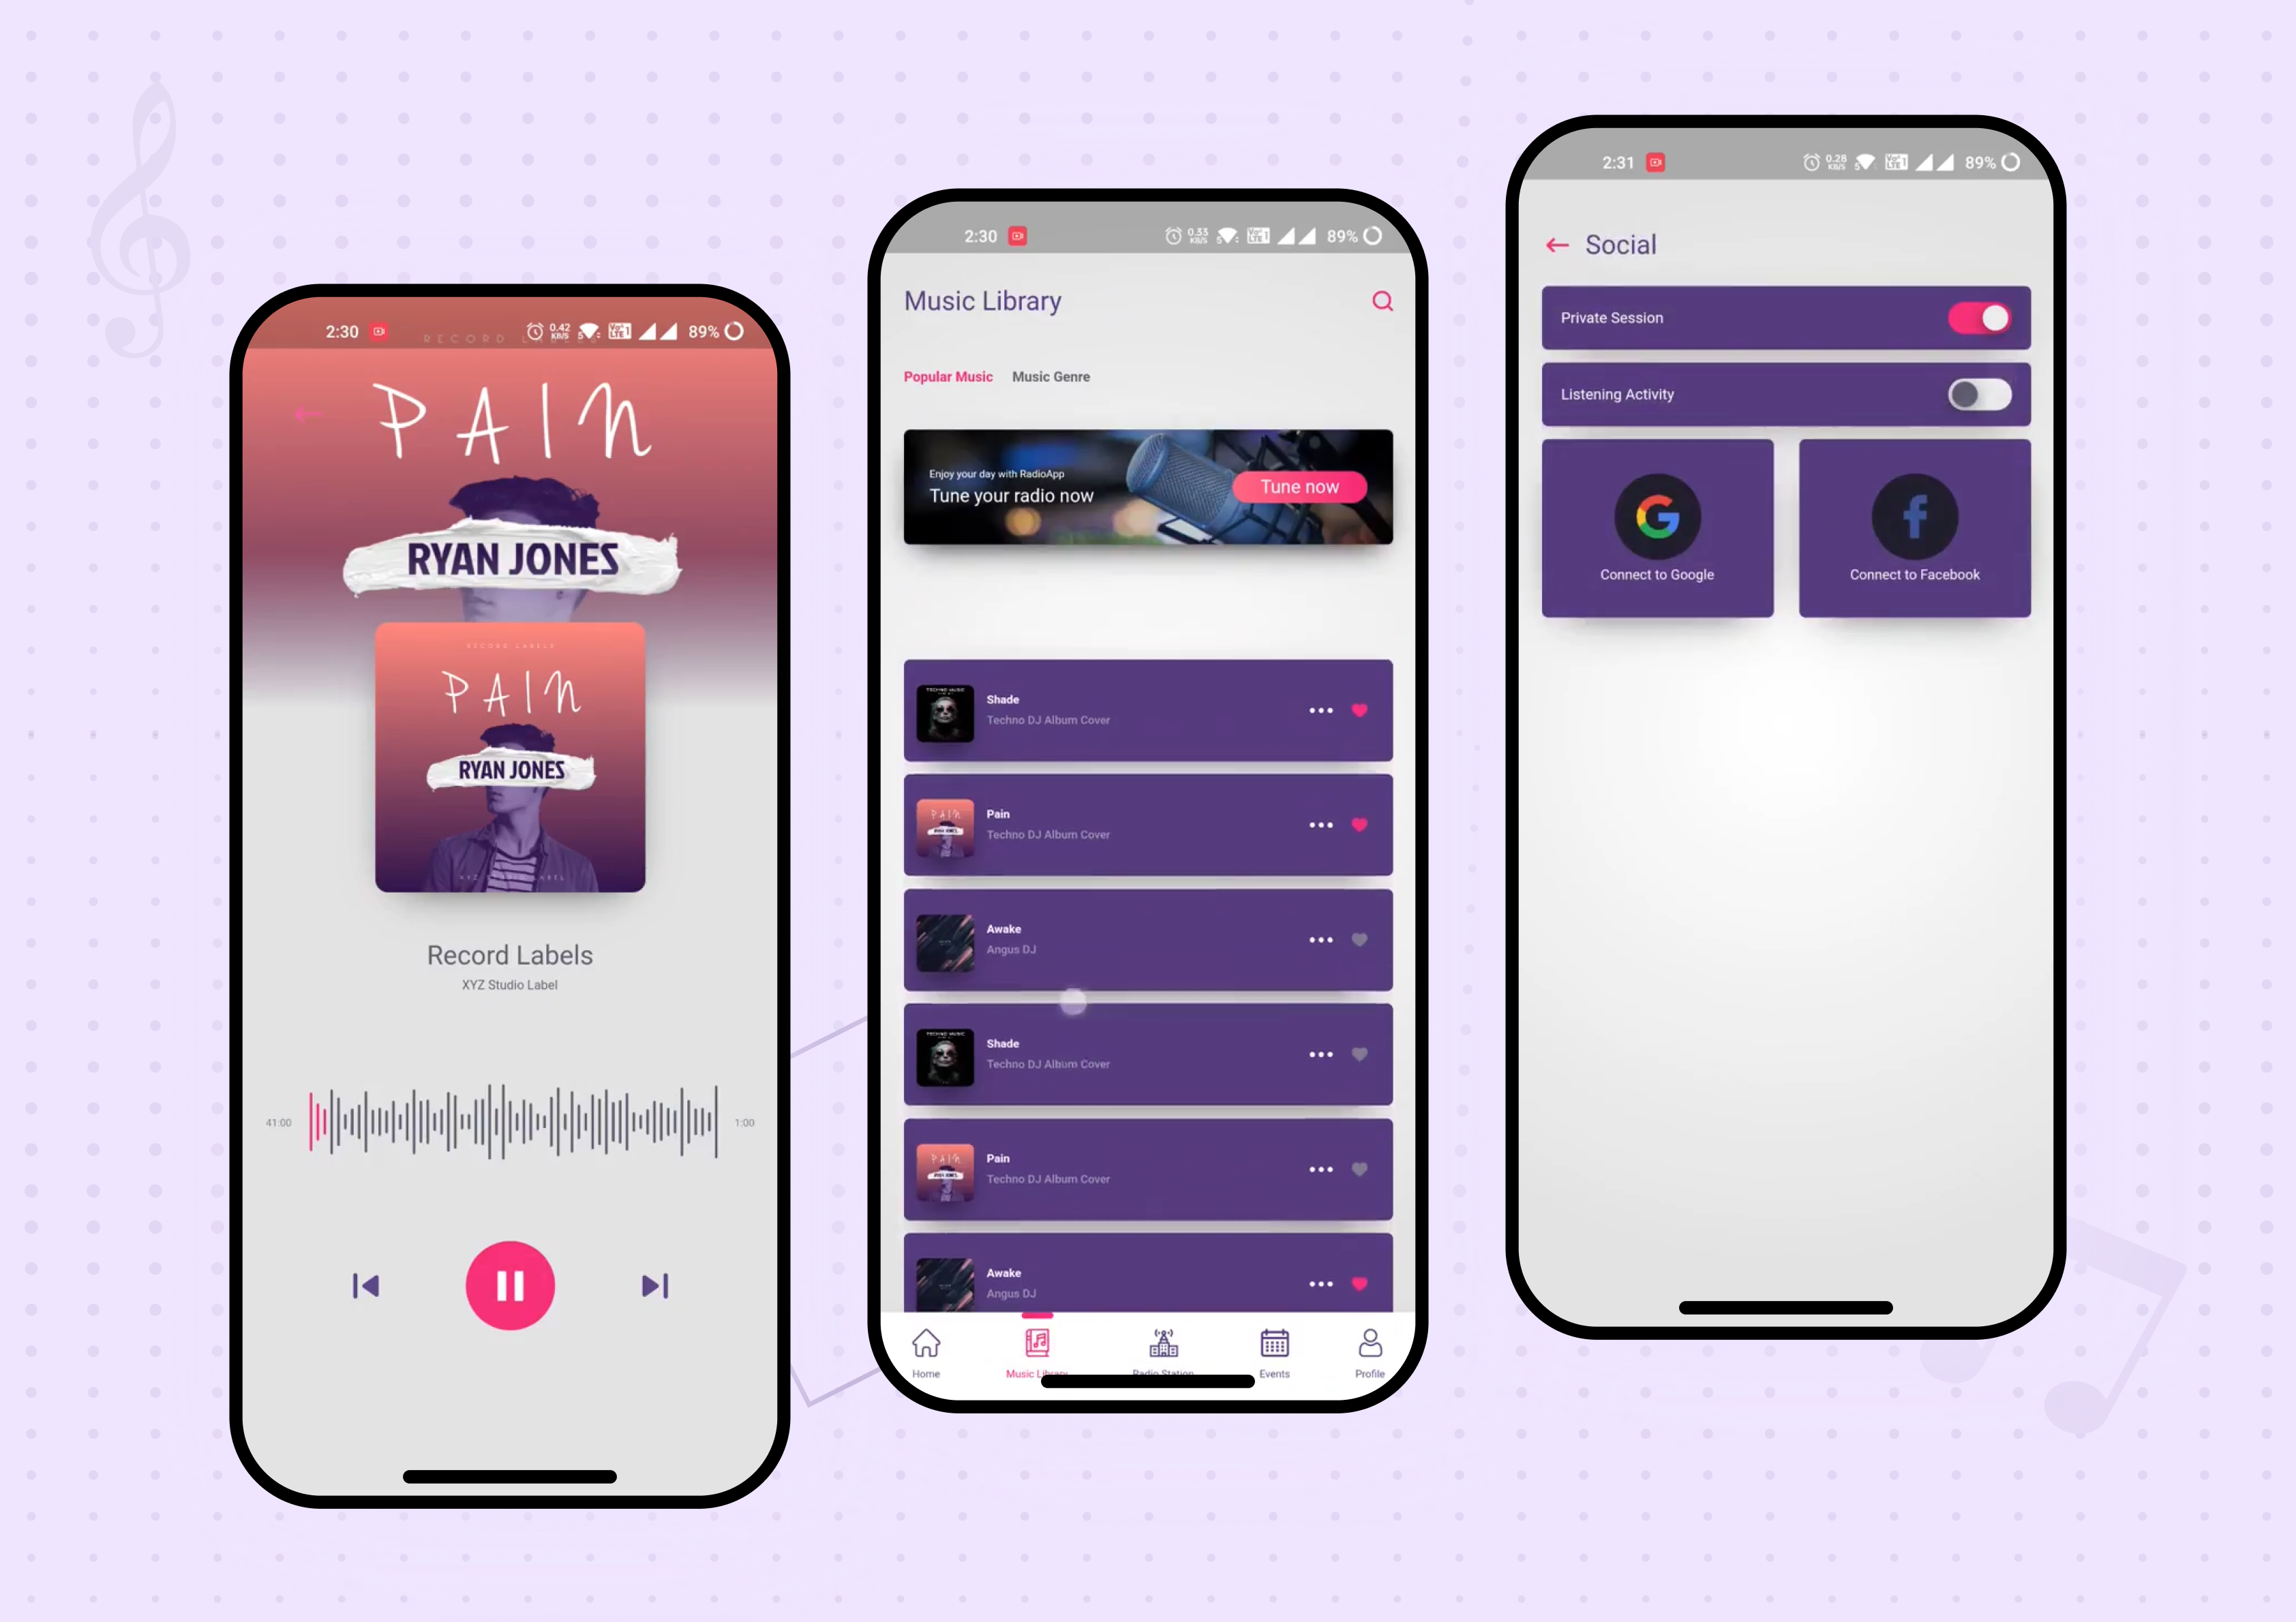 2:30
0.42
KB/S
89%
RECORD LABELS
PAIN
RYAN JONES
RECORD LABELS
PAIN
RYAN JONES
Record Labels
XYZ Studio Label
41:00
1:00
2:30
0.33
KB/S
89%
Music Library
Popular Music
Music Genre
Enjoy your day with RadioApp
Tune your radio now
Tune now
Shade
Techno DJ Album Cover
Pain
Techno DJ Album Cover
Awake
Angus DJ
Shade
Techno DJ Album Cover
Pain
Techno DJ Album Cover
Awake
Angus DJ
Home
Music Library
Radio Station
Events
Profile
2:31
0.28
KB/S
89%
Social
Private Session
Listening Activity
Connect to Google
Connect to Facebook